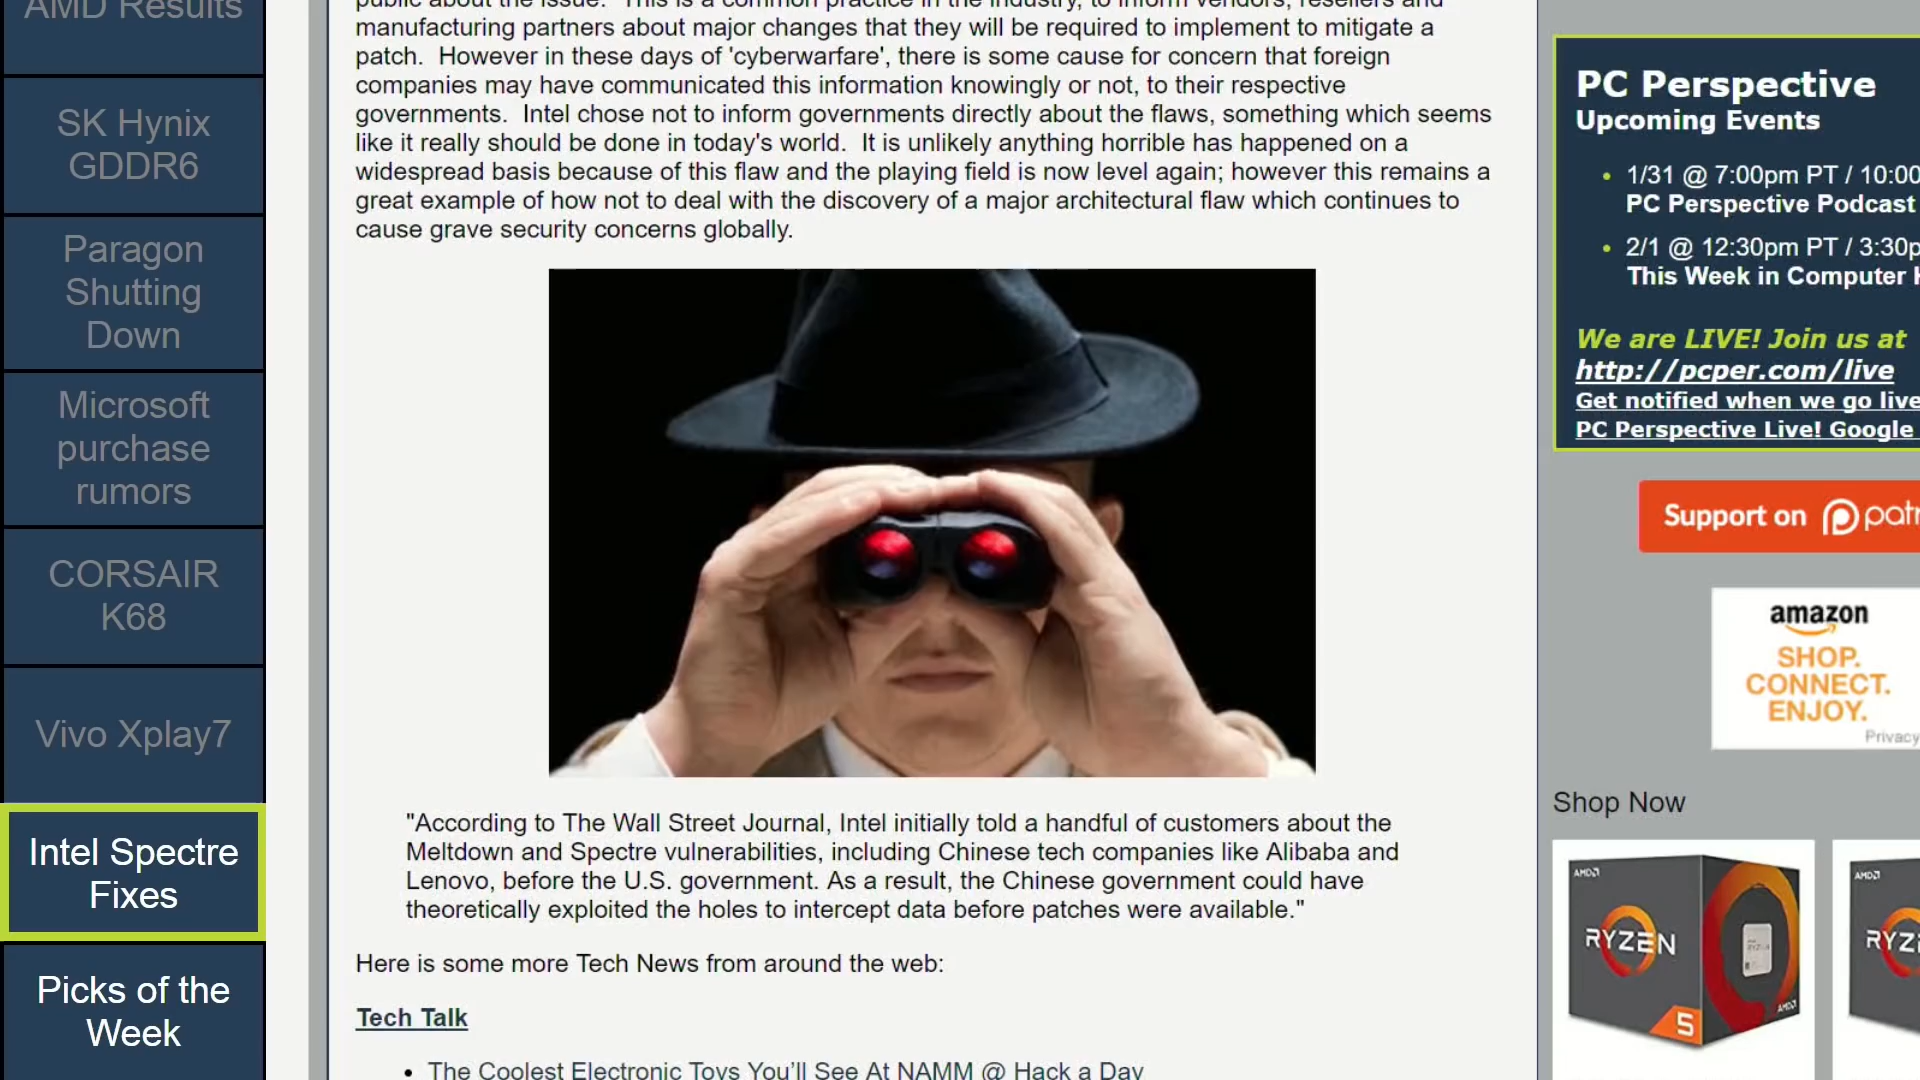 AMD Results
SK Hynix
GDDR6
Paragon
Shutting
Down
Microsoft
purchase
rumors
CORSAIR
K68
Vivo Xplay7
Intel Spectre
Fixes
Picks of the
Week
public about the issue. This is a common practice in the industry, to inform vendors, resellers and
manufacturing partners about major changes that they will be required to implement to mitigate a
patch. However in these days of 'cyberwarfare', there is some cause for concern that foreign
companies may have communicated this information knowingly or not, to their respective
governments. Intel chose not to inform governments directly about the flaws, something which seems
like it really should be done in today's world. It is unlikely anything horrible has happened on a
widespread basis because of this flaw and the playing field is now level again; however this remains a
great example of how not to deal with the discovery of a major architectural flaw which continues to
cause grave security concerns globally.
"According to The Wall Street Journal, Intel initially told a handful of customers about the
Meltdown and Spectre vulnerabilities, including Chinese tech companies like Alibaba and
Lenovo, before the U.S. government. As a result, the Chinese government could have
theoretically exploited the holes to intercept data before patches were available."
Here is some more Tech News from around the web:
Tech Talk
• The Coolest Electronic Toys You'll See At NAMM @ Hack a Day
PC Perspective
Upcoming Events
• 1/31 @ 7:00pm PT / 10:00
PC Perspective Podcast
• 2/1 @ 12:30pm PT / 3:30p
This Week in Computer
We are LIVE! Join us at
http://pcper.com/live
Get notified when we go live
PC Perspective Live! Google
Support on patr
amazon
SHOP.
CONNECT.
ENJOY.
Privacy
Shop Now
AMD
RYZEN
5
AMD
AMD
RYZE